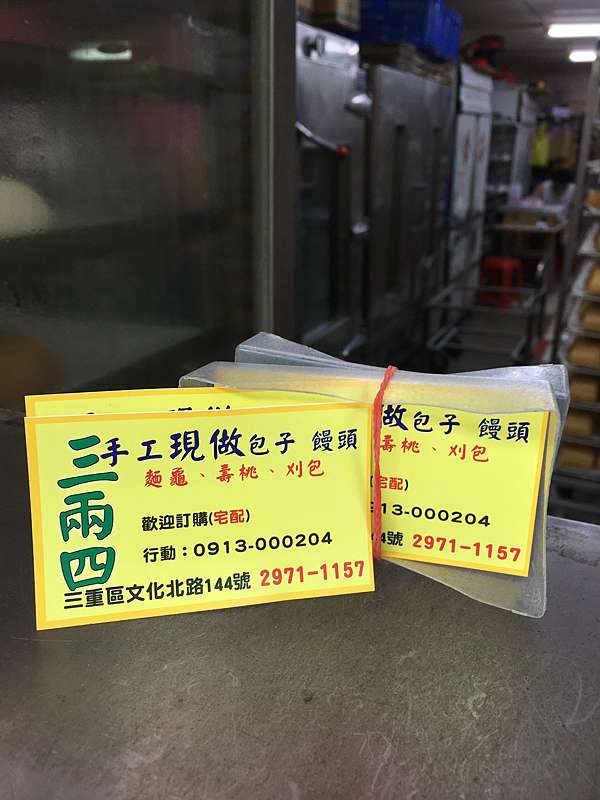 三兩四
手工現做包子 饅頭
麵龜、壽桃、刈包
歡迎訂購(宅配)
行動：0913-000204
三重區文化北路144號 2971-1157
做包子 饅頭
壽桃、刈包
(宅配)
13-000204
號 2971-1157